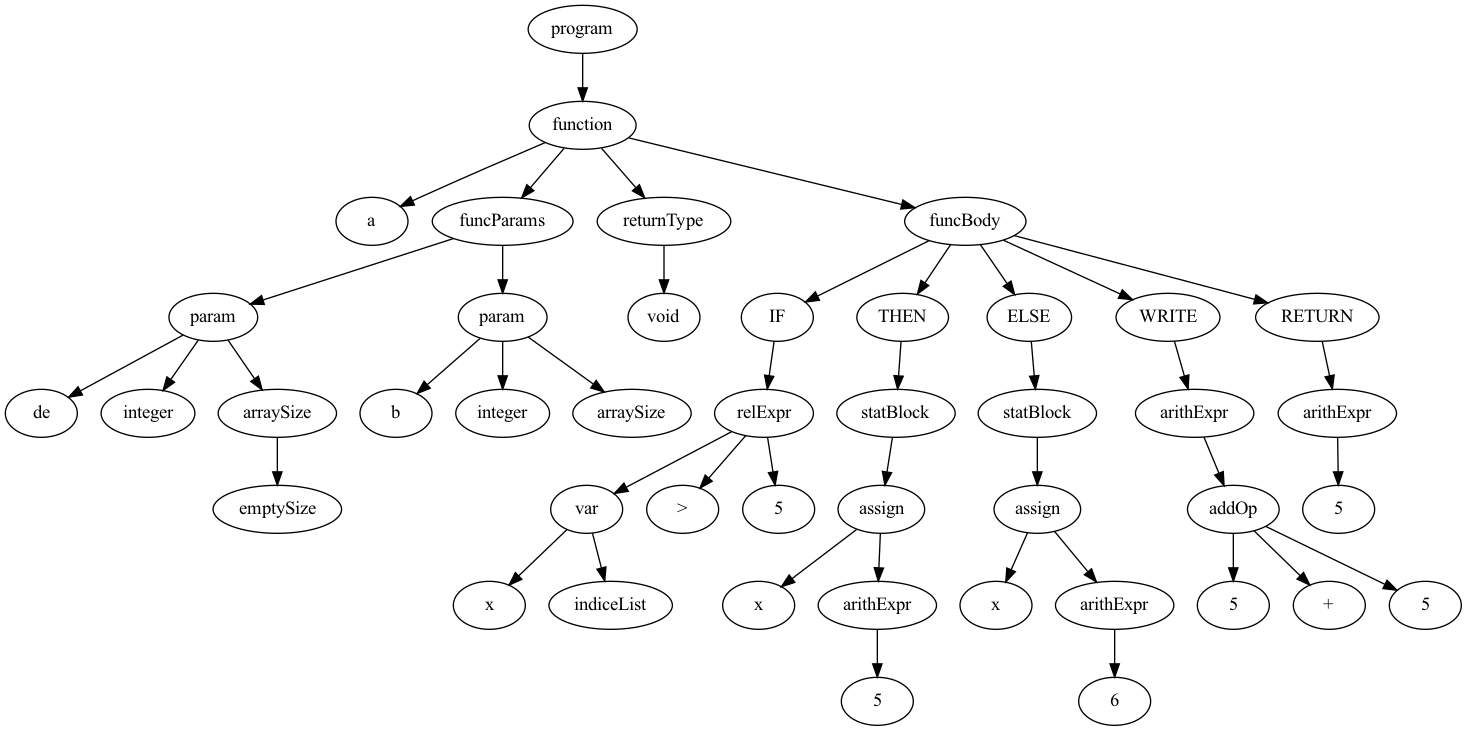 program
function
a
funcParams
returnType
funcBody
param
param
void
IF
THEN
ELSE
WRITE
RETURN
de
integer
arraySize
b
integer
arraySize
relExpr
statBlock
statBlock
arithExpr
arithExpr
emptySize
var
>
5
assign
assign
addOp
5
x
indiceList
x
arithExpr
x
arithExpr
5
+
5
5
6